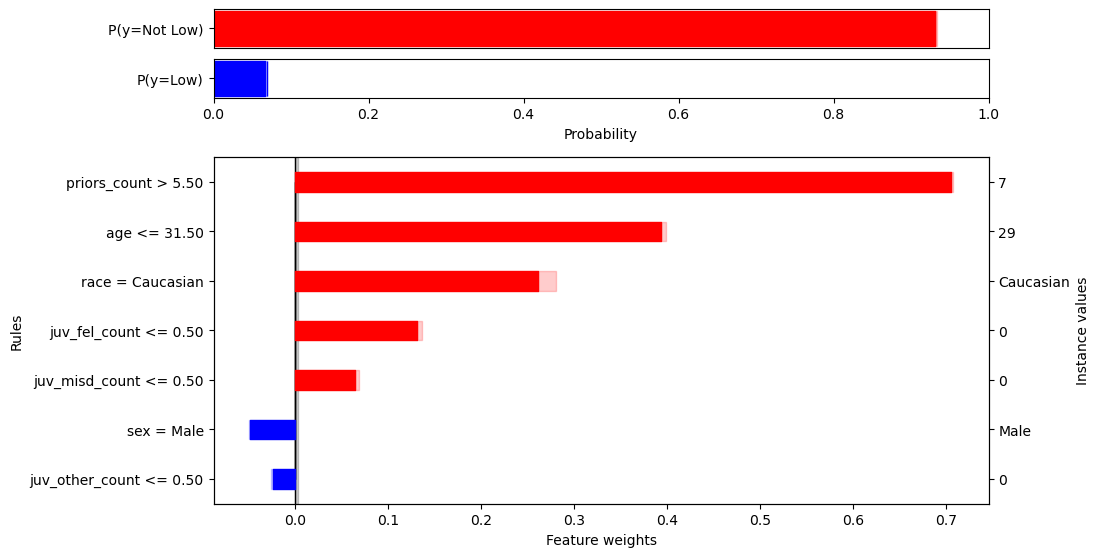 P(y=Not Low)
P(y=Low)
0.0 0.2 0.4 0.6 0.8 1.0
Probability
Rules
priors_count > 5.50 7
age <= 31.50 29
race = Caucasian Caucasian
juv_fel_count <= 0.50 0
juv_misd_count <= 0.50 0
sex = Male Male
juv_other_count <= 0.50 0
Instance values
0.0 0.1 0.2 0.3 0.4 0.5 0.6 0.7
Feature weights